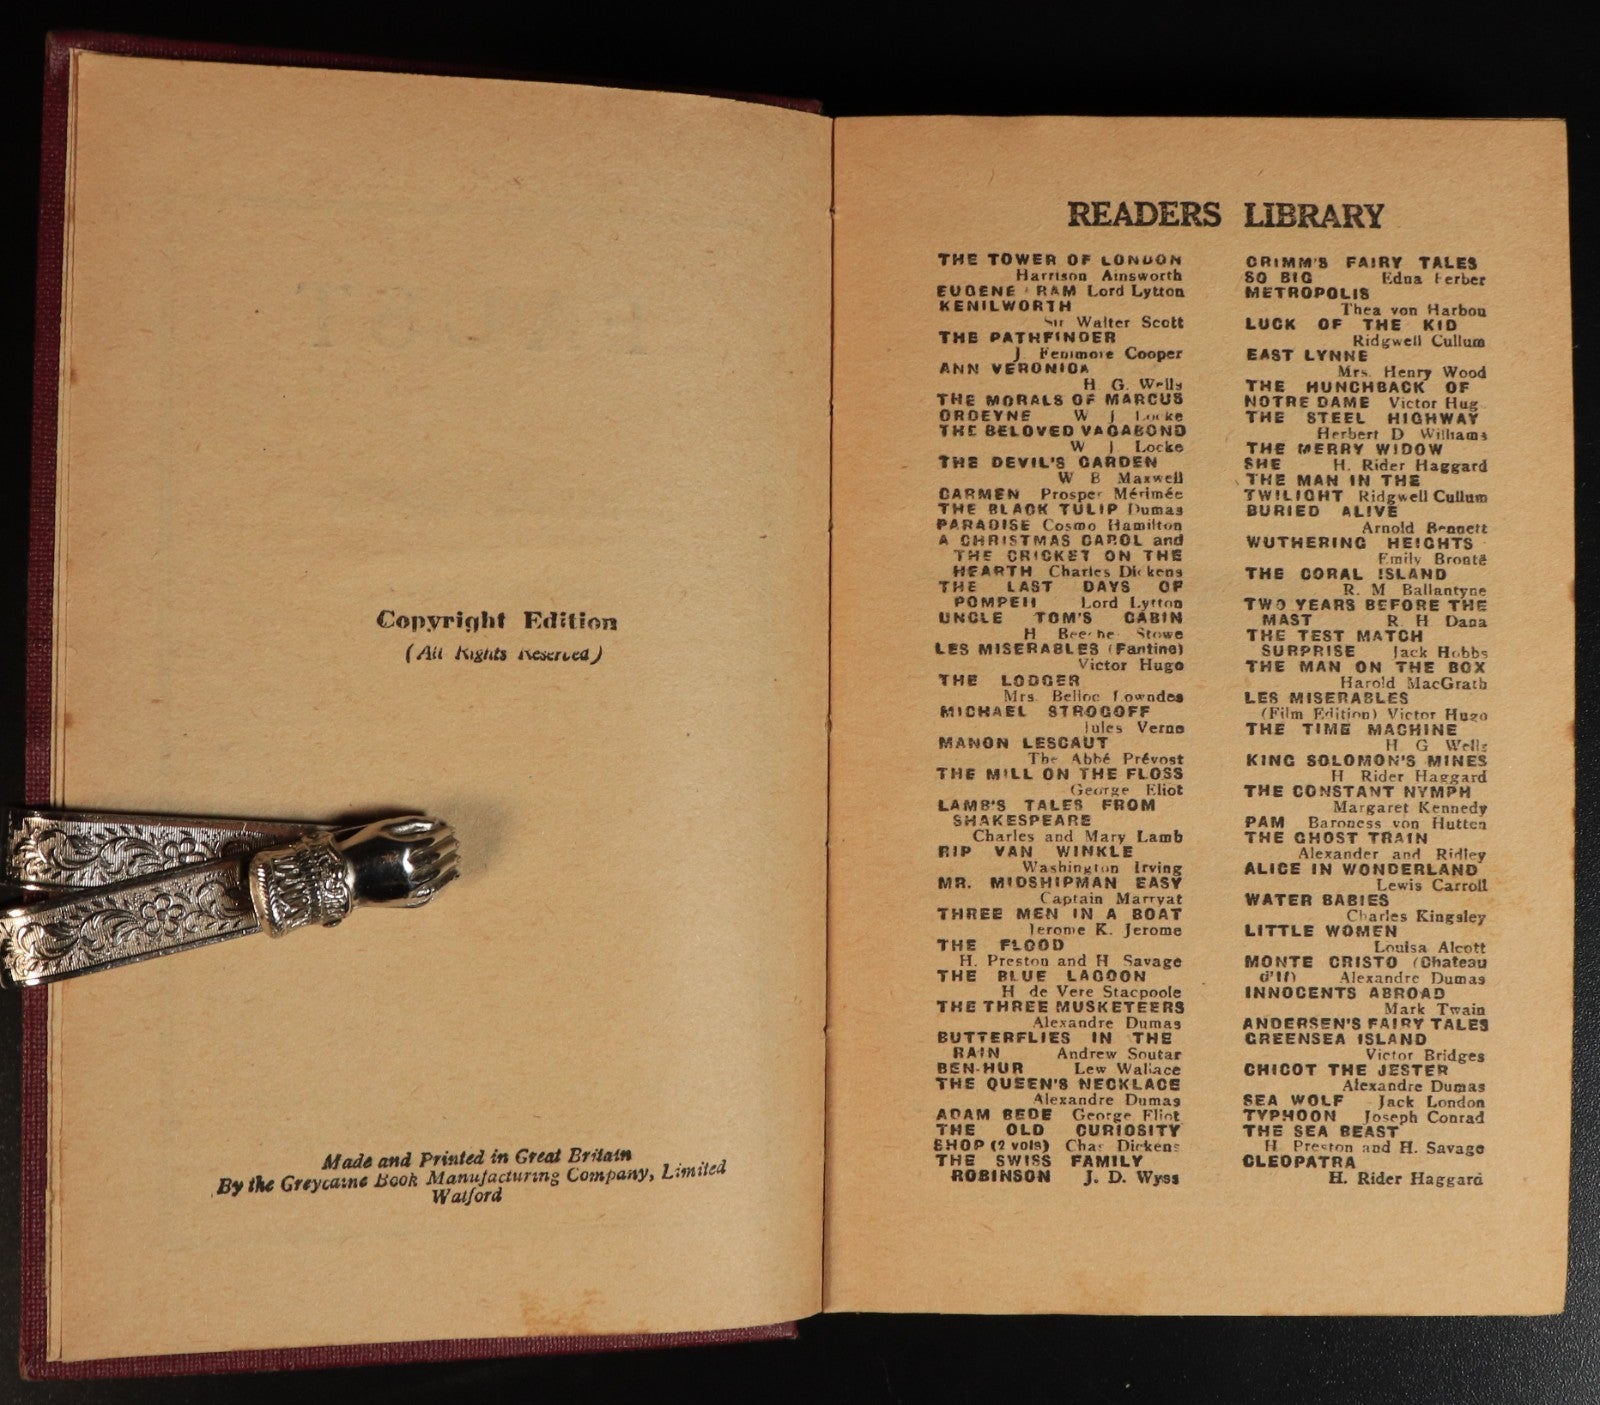 Copyright Edition
(All Rights Reserved)
Made and Printed in Great Britain
By the Greycaine Book Manufacturing Company, Limited
Watford
READERS LIBRARY
THE TOWER OF LONDON
Harrison Ainsworth
EUGENE RAM Lord Lytton
KENILWORTH
Sir Walter Scott
THE PATHFINDER
J. Fenimore Cooper
ANN VERONICA
H. G. Wells
THE MORALS OF MARCUS
ORDEYNE W J Locke
THE BELOVED VAGABOND
W J. Locke
THE DEVIL'S GARDEN
W B Maxwell
CARMEN Prosper Mérimée
THE BLACK TULIP Dumas
PARADISE Cosmo Hamilton
A CHRISTMAS CAROL and
THE CRICKET ON THE
HEARTH Charles Dickens
THE LAST DAYS OF
POMPEII Lord Lytton
UNCLE TOM'S CABIN
H Beecher Stowe
LES MISERABLES (Fantine)
Victor Hugo
THE LODGER
Mrs. Belloc Lowndes
MICHAEL STROGOFF
Jules Verne
MANON LESCAUT
The Abbé Prévost
THE MILL ON THE FLOSS
George Eliot
LAMB'S TALES FROM
SHAKESPEARE
Charles and Mary Lamb
RIP VAN WINKLE
Washington Irving
MR. MIDSHIPMAN EASY
Captain Marryat
THREE MEN IN A BOAT
Jerome K. Jerome
THE FLOOD
H. Preston and H Savage
THE BLUE LAGOON
H de Vere Stacpoole
THE THREE MUSKETEERS
Alexandre Dumas
BUTTERFLIES IN THE
RAIN Andrew Soutar
BEN-HUR Lew Wallace
THE QUEEN'S NECKLACE
Alexandre Dumas
ADAM BEDE George Eliot
THE OLD CURIOSITY
SHOP (2 vols) Chas Dickens
THE SWISS FAMILY
ROBINSON J. D. Wyss
GRIMM'S FAIRY TALES
SO BIG Edna Ferber
METROPOLIS
Thea von Harbou
LUCK OF THE KID
Ridgwell Cullum
EAST LYNNE
Mrs. Henry Wood
THE HUNCHBACK OF
NOTRE DAME Victor Hug
THE STEEL HIGHWAY
Herbert D Williams
THE MERRY WIDOW
SHE H. Rider Haggard
THE MAN IN THE
TWILIGHT Ridgwell Cullum
BURIED ALIVE
Arnold Bennett
WUTHERING HEIGHTS
Emily Brontë
THE CORAL ISLAND
R. M Ballantyne
TWO YEARS BEFORE THE
MAST R. H Dana
THE TEST MATCH
SURPRISE Jack Hobbs
THE MAN ON THE BOX
Harold MacGrath
LES MISERABLES
(Film Edition) Victor Hugo
THE TIME MACHINE
H G Wells
KING SOLOMON'S MINES
H Rider Haggard
THE CONSTANT NYMPH
Margaret Kennedy
PAM Baroness von Hutten
THE GHOST TRAIN
Alexander and Ridley
ALICE IN WONDERLAND
Lewis Carroll
WATER BABIES
Charles Kingsley
LITTLE WOMEN
Louisa Alcott
MONTE CRISTO (Chateau
d'If) Alexandre Dumas
INNOCENTS ABROAD
Mark Twain
ANDERSEN'S FAIRY TALES
GREENSEA ISLAND
Victor Bridges
CHICOT THE JESTER
Alexandre Dumas
SEA WOLF Jack London
TYPHOON Joseph Conrad
THE SEA BEAST
H. Preston and H. Savage
CLEOPATRA
H. Rider Haggard